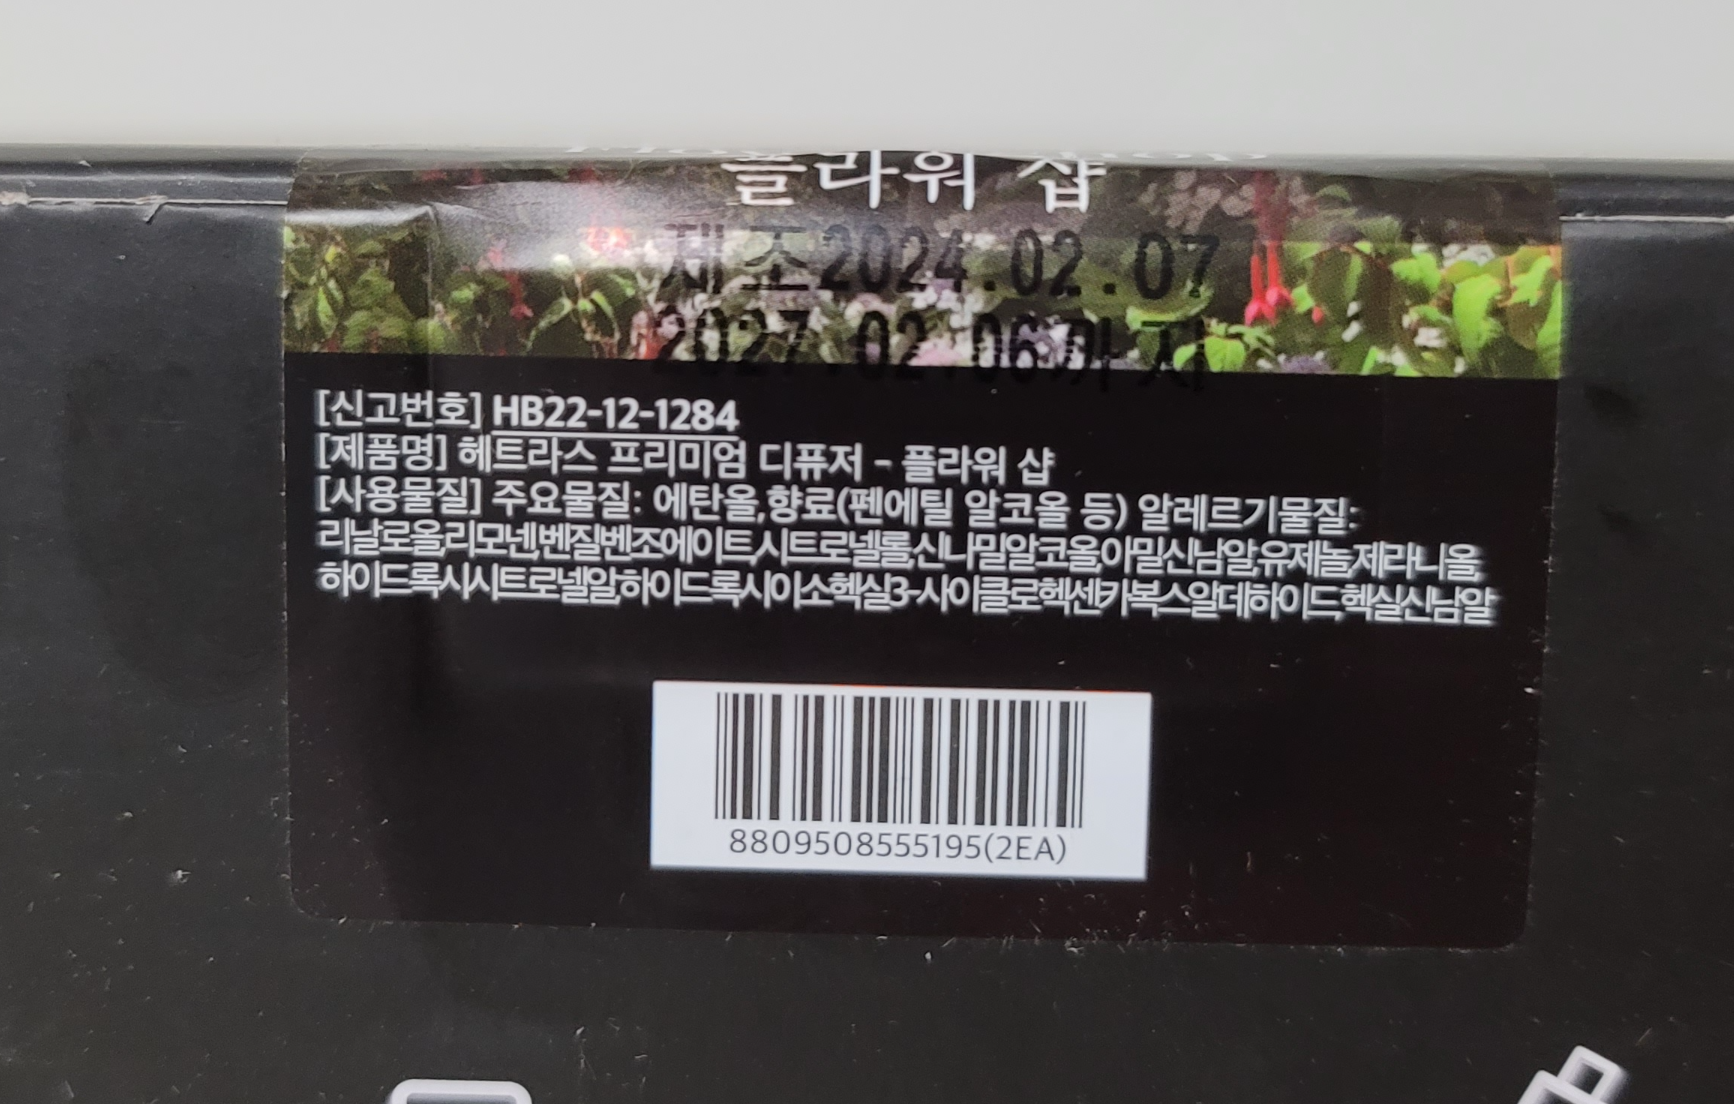 플라워 샵
제조2024.02.07
2027.02.06까지
[신고번호] HB22-12-1284
[제품명] 헤트라스 프리미엄 디퓨저 - 플라워 샵
[사용물질] 주요물질: 에탄올,향료(펜에틸 알코올 등) 알레르기물질:
리날로올,리모넨,벤질벤조에이트,시트로넬롤,신나밀알코올,아밀신남알,유제놀,제라니올,
하이드록시시트로넬알,하이드록시이소헥실3-사이클로헥센카복스알데하이드,헥실신남알
8809508555195(2EA)